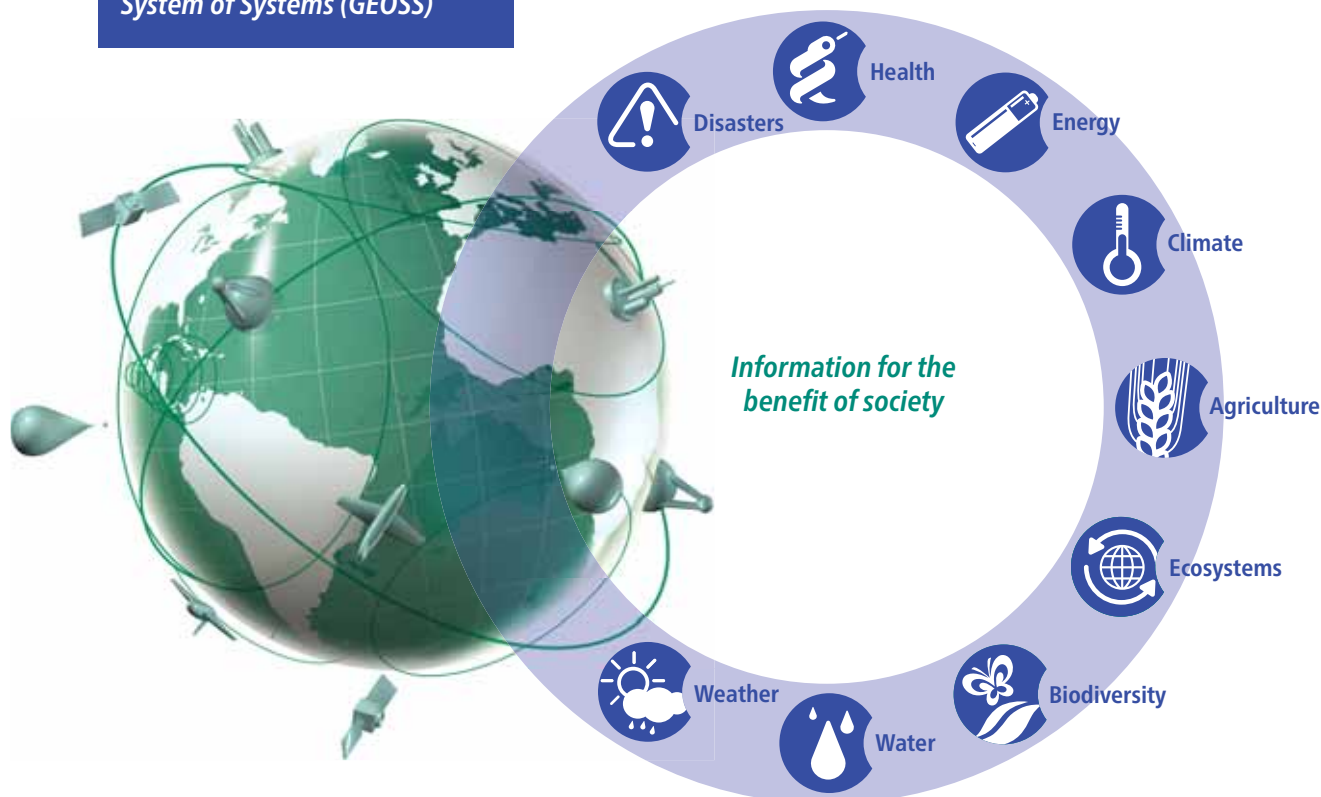 System of Systems (GEOSS)
Health
Disasters
Energy
Climate
Information for the
benefit of society
Agriculture
Ecosystems
Weather
Biodiversity
Water